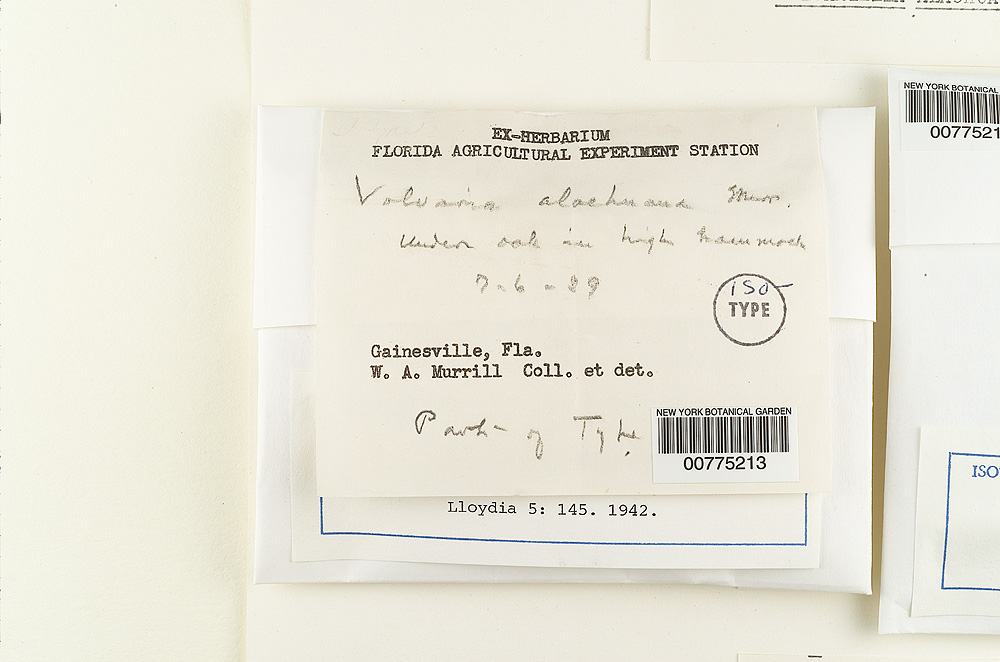 EX-HERBARIUM
FLORIDA AGRICULTURAL EXPERIMENT STATION
Volvaria alachuana Murr.
Under oak in high hammock
7-6-29
ISO-
TYPE
Gainesville, Fla.
W. A. Murrill Coll. et det.
Part of Type.
NEW YORK BOTANICAL GARDEN
00775213
Lloydia 5: 145. 1942.
NEW YORK BOTANICAL
0077521
ISO